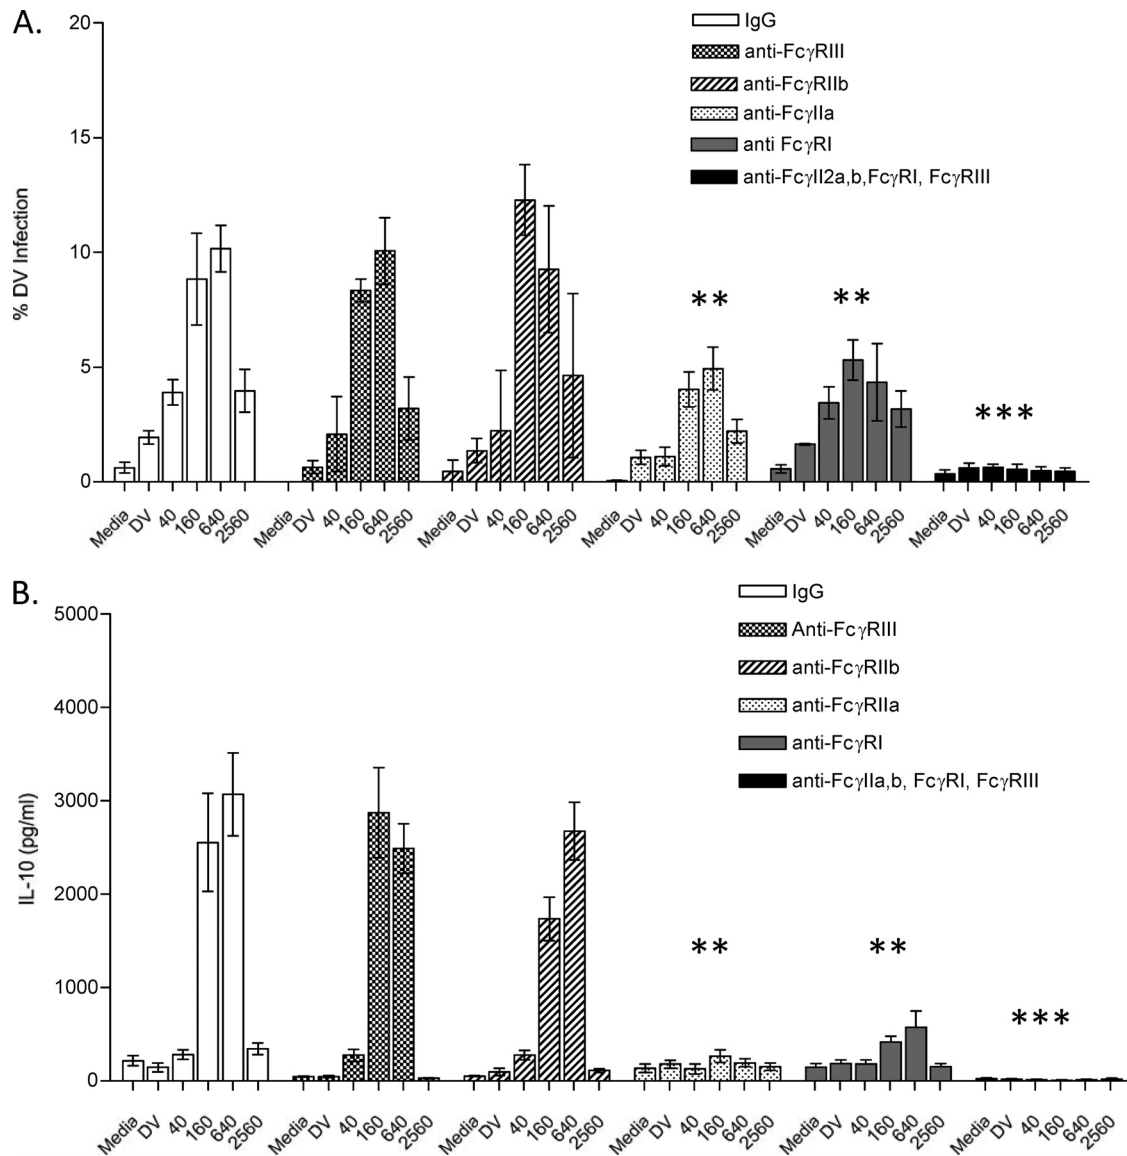 A.
20
15
10
5
0
% DV Infection
IgG
anti-FcγRIII
anti-FcγRIIb
anti-FcγIIa
anti FcγRI
anti-FcγII2a,b,FcγRI, FcγRIII
**
**
***
Media DV 40 160 640 2560 Media DV 40 160 640 2560 Media DV 40 160 640 2560 Media DV 40 160 640 2560 Media DV 40 160 640 2560 Media DV 40 160 640 2560
B.
5000
4000
3000
2000
1000
0
IL-10 (pg/ml)
IgG
Anti-FcγRIII
anti-FcγRIIb
anti-FcγRIIa
anti-FcγRI
anti-FcγIIa,b, FcγRI, FcγRIII
**
**
***
Media DV 40 160 640 2560 Media DV 40 160 640 2560 Media DV 40 160 640 2560 Media DV 40 160 640 2560 Media DV 40 160 640 2560 Media DV 40 160 640 2560